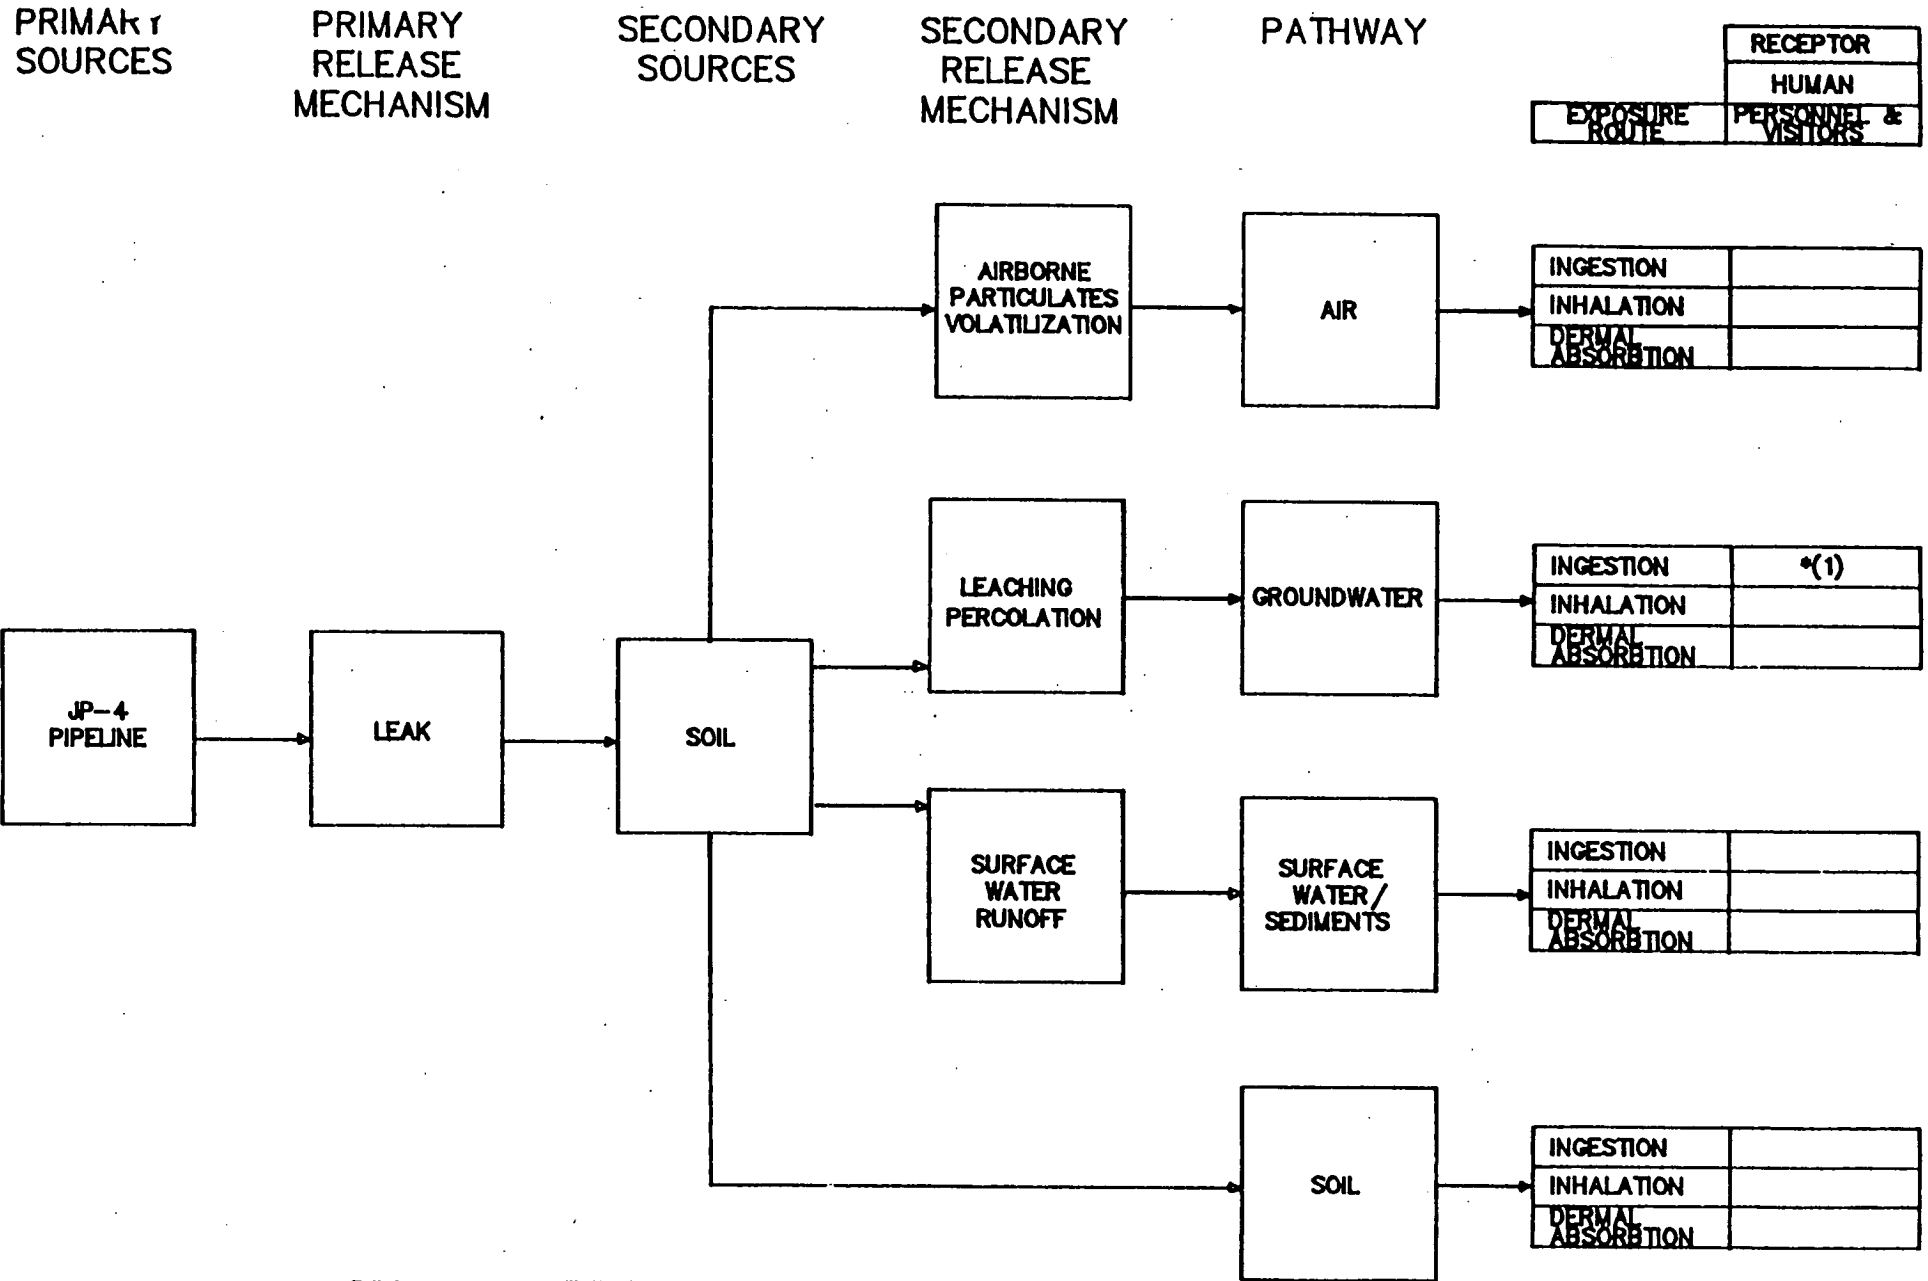 PRIMARY
SOURCES
PRIMARY
RELEASE
MECHANISM
SECONDARY
SOURCES
SECONDARY
RELEASE
MECHANISM
PATHWAY
RECEPTOR
HUMAN
EXPOSURE
ROUTE
PERSONNEL &
VISITORS
AIRBORNE
PARTICULATES
VOLATILIZATION
AIR
INGESTION
INHALATION
DERMAL
ABSORBTION
LEACHING
PERCOLATION
GROUNDWATER
INGESTION
*(1)
INHALATION
DERMAL
ABSORBTION
JP-4
PIPELINE
LEAK
SOIL
SURFACE
WATER
RUNOFF
SURFACE
WATER/
SEDIMENTS
INGESTION
INHALATION
DERMAL
ABSORBTION
SOIL
INGESTION
INHALATION
DERMAL
ABSORBTION